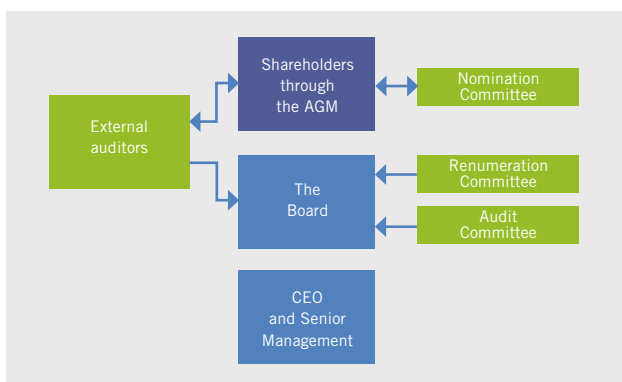 Shareholders
through
the AGM
Nomination
Committee
External
auditors
The
Board
Renumeration
Committee
Audit
Committee
CEO
and Senior
Management